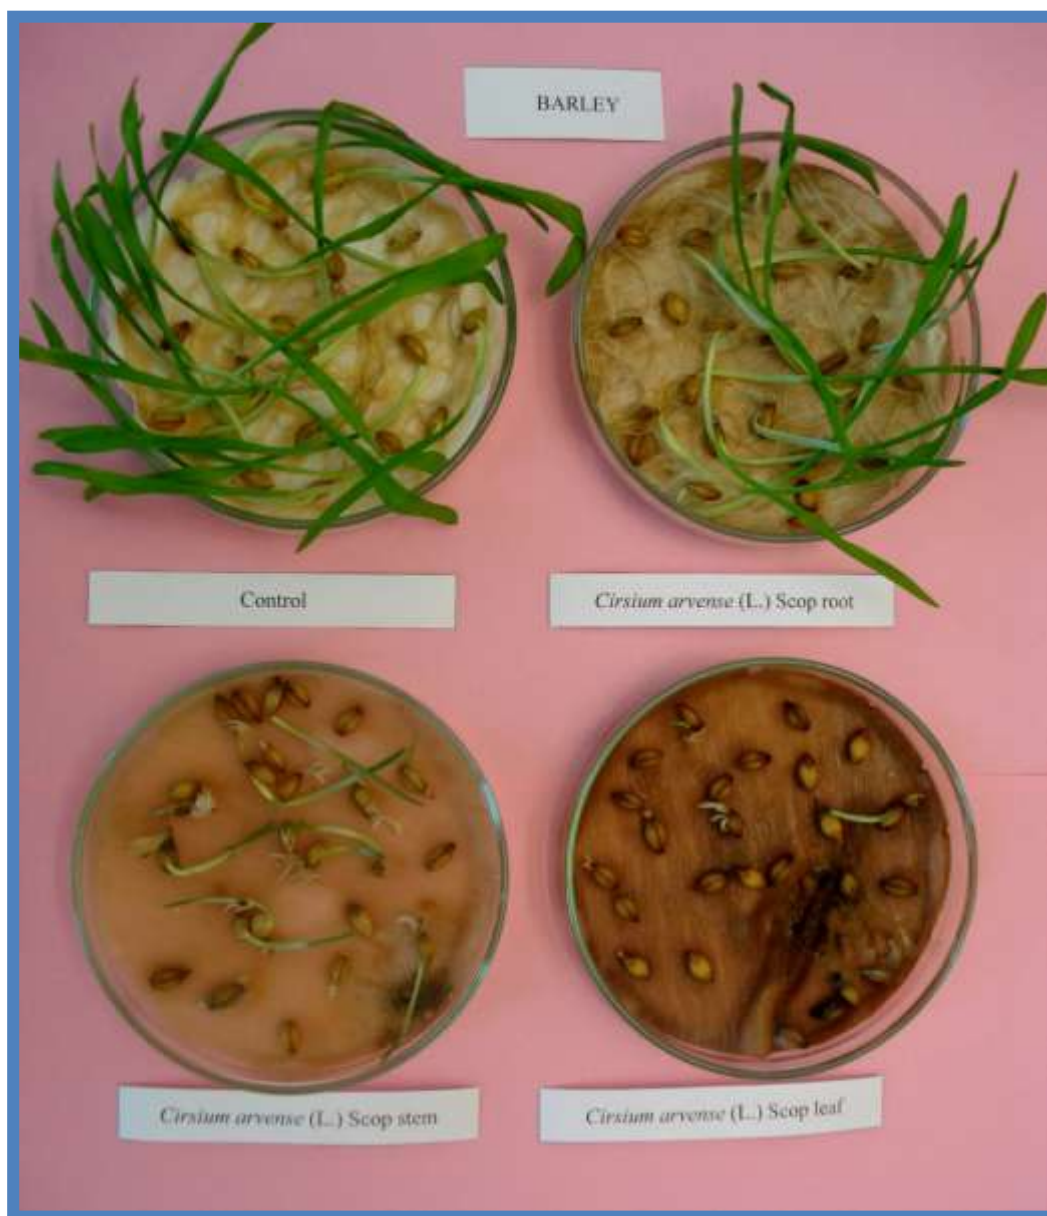 BARLEY
Control
Cirsium arvense (L.) Scop root
Cirsium arvense (L.) Scop stem
Cirsium arvense (L.) Scop leaf